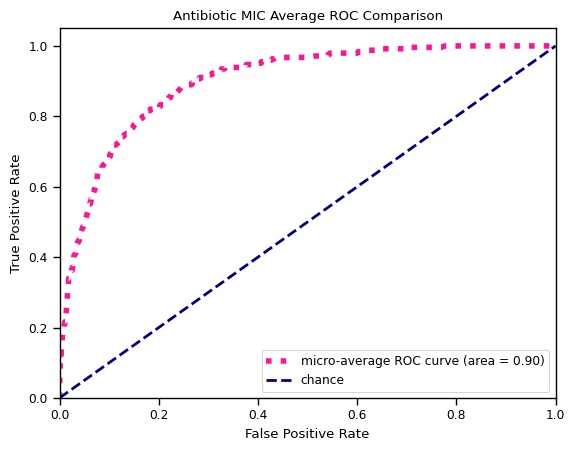 Antibiotic MIC Average ROC Comparison
1.0
0.8
0.6
0.4
0.2
0.0
True Positive Rate
micro-average ROC curve (area = 0.90)
chance
0.0 0.2 0.4 0.6 0.8 1.0
False Positive Rate